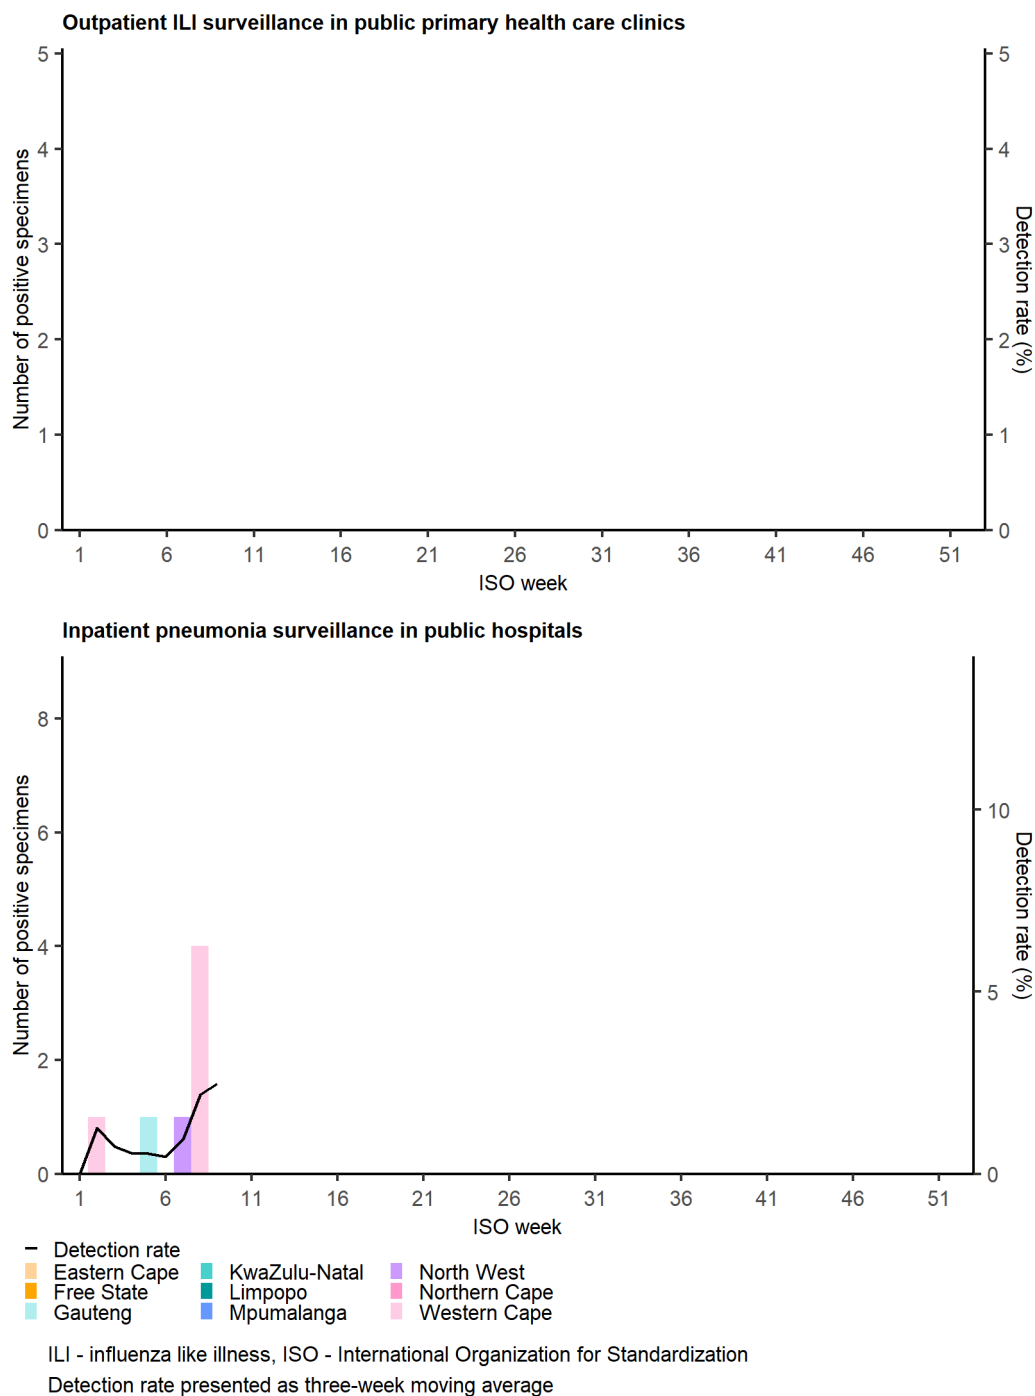 Outpatient ILI surveillance in public primary health care clinics
Number of positive specimens
5
4
3
2
1
0
5
4
3
2
1
0
Detection rate (%)
1 6 11 16 21 26 31 36 41 46 51
ISO week
Inpatient pneumonia surveillance in public hospitals
Number of positive specimens
8
6
4
2
0
10
5
0
Detection rate (%)
1 6 11 16 21 26 31 36 41 46 51
ISO week
Detection rate
Eastern Cape KwaZulu-Natal North West
Free State Limpopo Northern Cape
Gauteng Mpumalanga Western Cape
ILI - influenza like illness, ISO - International Organization for Standardization
Detection rate presented as three-week moving average